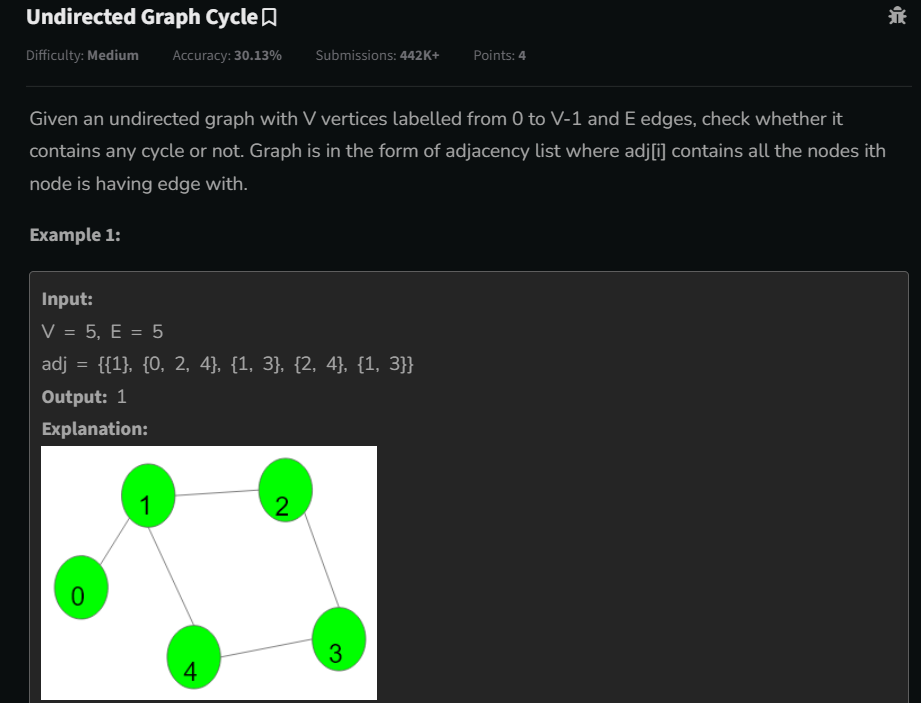 Undirected Graph Cycle
Difficulty: Medium Accuracy: 30.13% Submissions: 442K+ Points: 4
Given an undirected graph with V vertices labelled from 0 to V-1 and E edges, check whether it
contains any cycle or not. Graph is in the form of adjacency list where adj[i] contains all the nodes ith
node is having edge with.
Example 1:
Input:
V = 5, E = 5
adj = {{1}, {0, 2, 4}, {1, 3}, {2, 4}, {1, 3}}
Output: 1
Explanation:
1 2
0
4 3